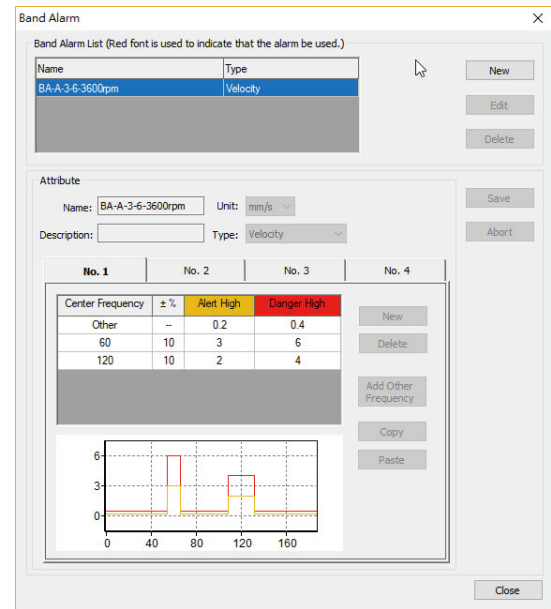 Band Alarm
Band Alarm List (Red font is used to indicate that the alarm be used.)
Name Type
BA-A-3-6-3600rpm Velocity
New
Edit
Delete
Attribute
Name: BA-A-3-6-3600rpm Unit: mm/s
Description: Type: Velocity
Save
Abort
No. 1 No. 2 No. 3 No. 4
Center Frequency ± % Alert High Danger High
Other -- 0.2 0.4
60 10 3 6
120 10 2 4
New
Delete
Add Other
Frequency
Copy
Paste
6
3
0
0 40 80 120 160
Close